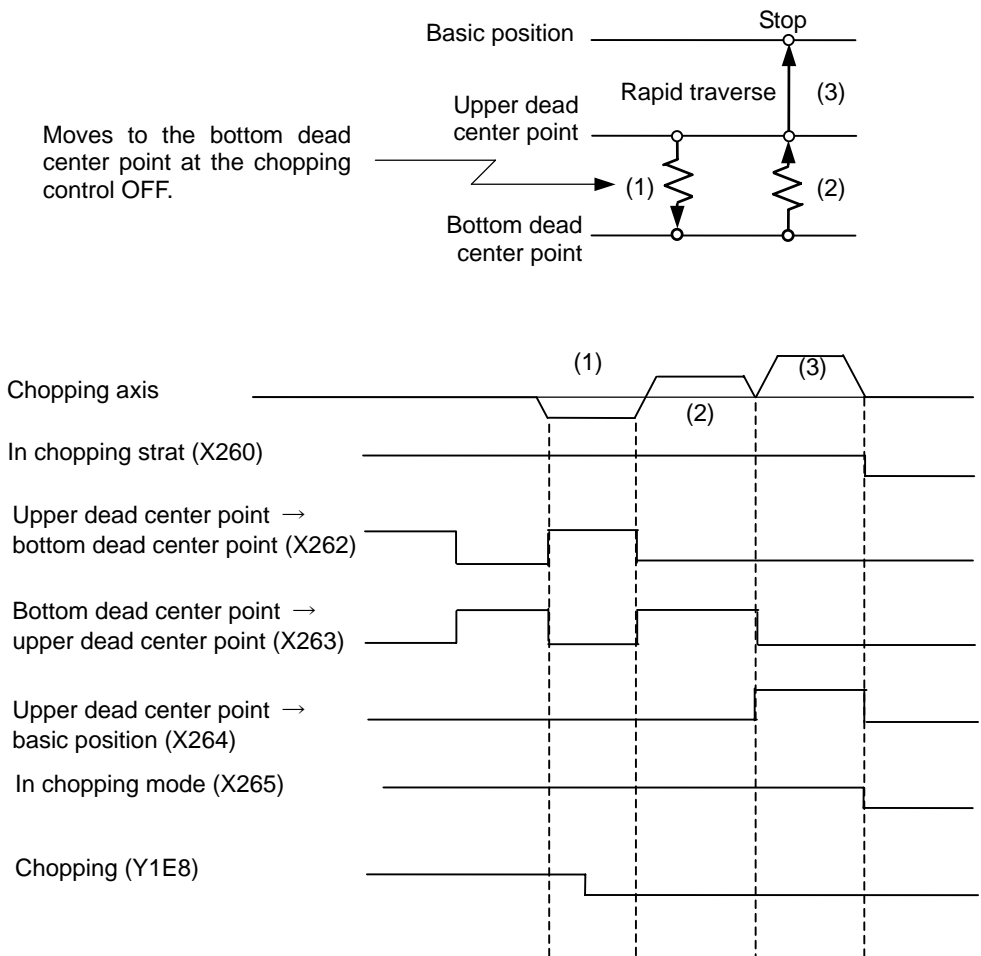 Stop
Basic position
Rapid traverse (3)
Upper dead
center point
Moves to the bottom dead
center point at the chopping
control OFF.
(1)
(2)
Bottom dead
center point
(1)
(3)
Chopping axis
(2)
In chopping strat (X260)
Upper dead center point →
bottom dead center point (X262)
Bottom dead center point →
upper dead center point (X263)
Upper dead center point →
basic position (X264)
In chopping mode (X265)
Chopping (Y1E8)